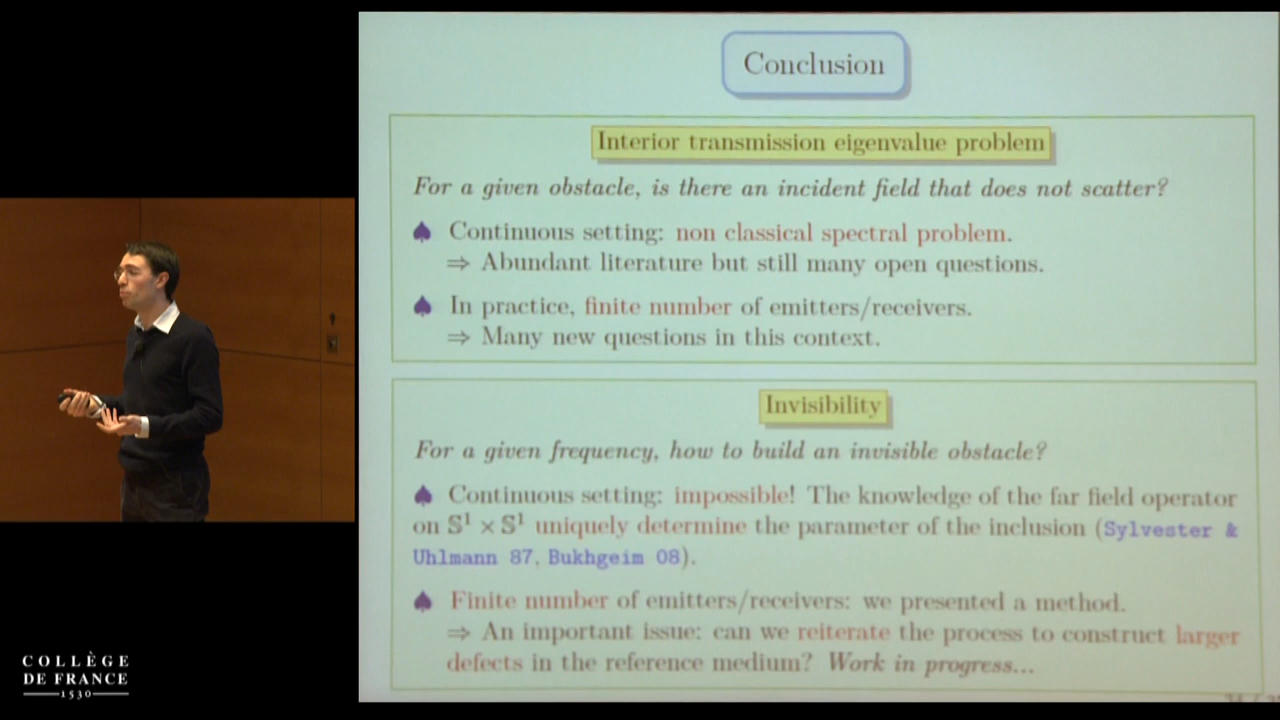 Conclusion
Interior transmission eigenvalue problem
For a given obstacle, is there an incident field that does not scatter?
♠ Continuous setting: non classical spectral problem.
⇒ Abundant literature but still many open questions.
♠ In practice, finite number of emitters/receivers.
⇒ Many new questions in this context.
Invisibility
For a given frequency, how to build an invisible obstacle?
♠ Continuous setting: impossible! The knowledge of the far field operator
on 𝕊¹ × 𝕊¹ uniquely determine the parameter of the inclusion (Sylvester &
Uhlmann 87, Bukhgeim 08).
♠ Finite number of emitters/receivers: we presented a method.
⇒ An important issue: can we reiterate the process to construct larger
defects in the reference medium? Work in progress...
COLLÈGE
DE FRANCE
1530